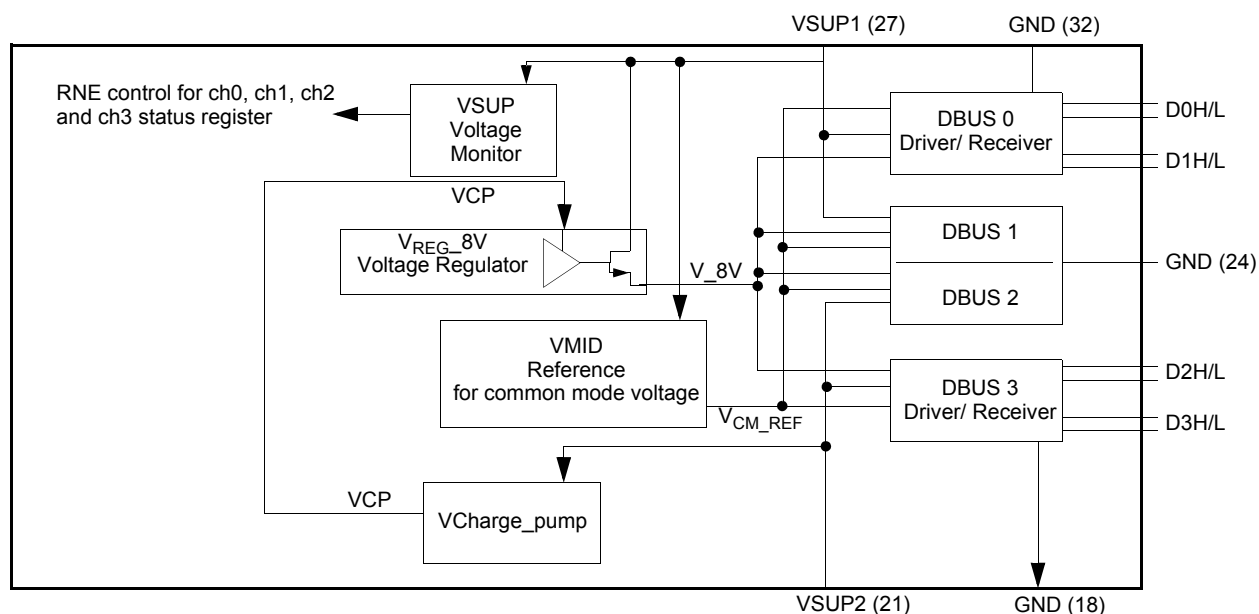 VSUP1 (27)
GND (32)
RNE control for ch0, ch1, ch2
and ch3 status register
VSUP
Voltage
Monitor
DBUS 0
Driver/ Receiver
D0H/L
D1H/L
VCP
VREG_8V
Voltage Regulator
V_8V
DBUS 1
DBUS 2
GND (24)
VMID
Reference
for common mode voltage
VCM_REF
DBUS 3
Driver/ Receiver
D2H/L
D3H/L
VCP
VCharge_pump
VSUP2 (21)
GND (18)